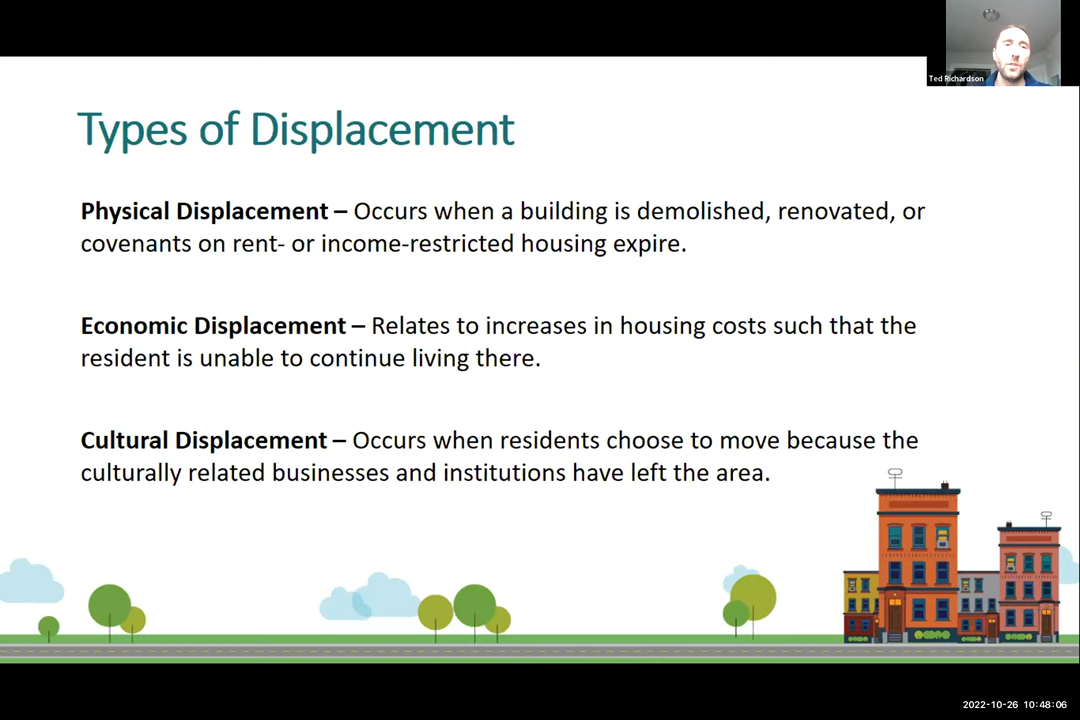 Ted Richardson
Types of Displacement
Physical Displacement – Occurs when a building is demolished, renovated, or
covenants on rent- or income-restricted housing expire.
Economic Displacement – Relates to increases in housing costs such that the
resident is unable to continue living there.
Cultural Displacement – Occurs when residents choose to move because the
culturally related businesses and institutions have left the area.
2022-10-26 10:48:06